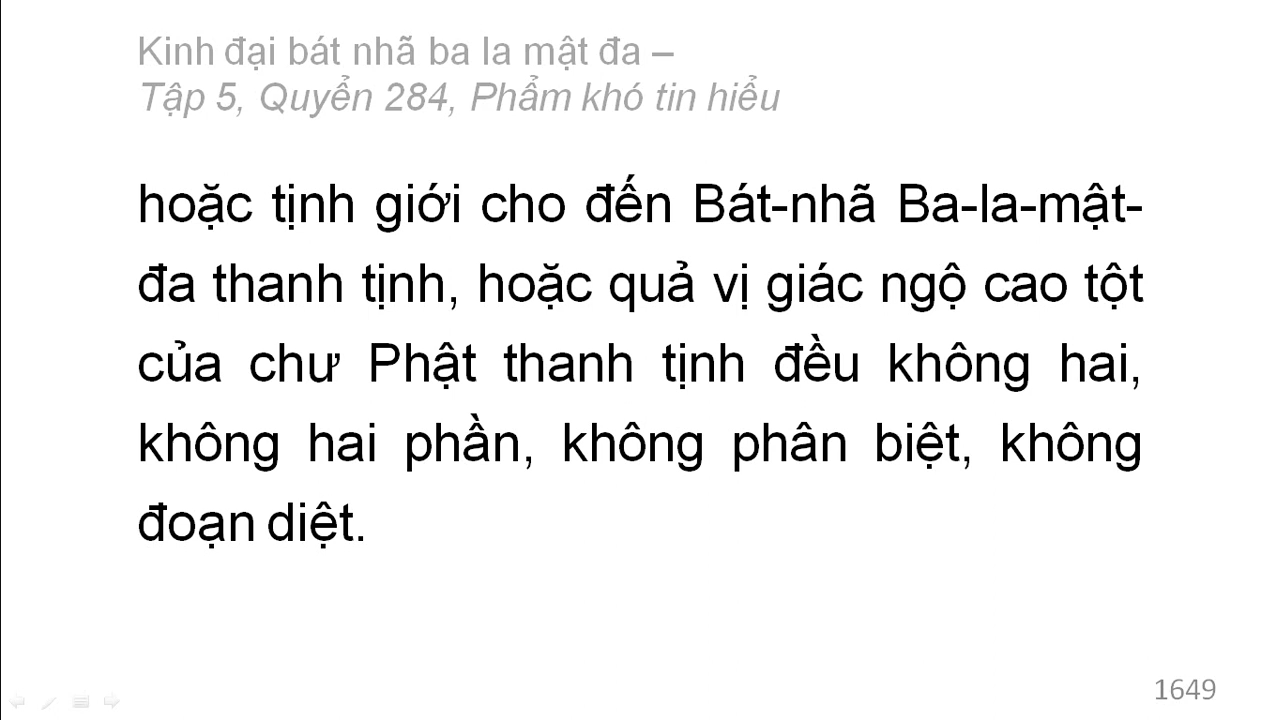 Kinh đại bát nhã ba la mật đa –
Tập 5, Quyển 284, Phẩm khó tin hiểu
hoặc tịnh giới cho đến Bát-nhã Ba-la-mật-
đa thanh tịnh, hoặc quả vị giác ngộ cao tột
của chư Phật thanh tịnh đều không hai,
không hai phần, không phân biệt, không
đoạn diệt.
1649